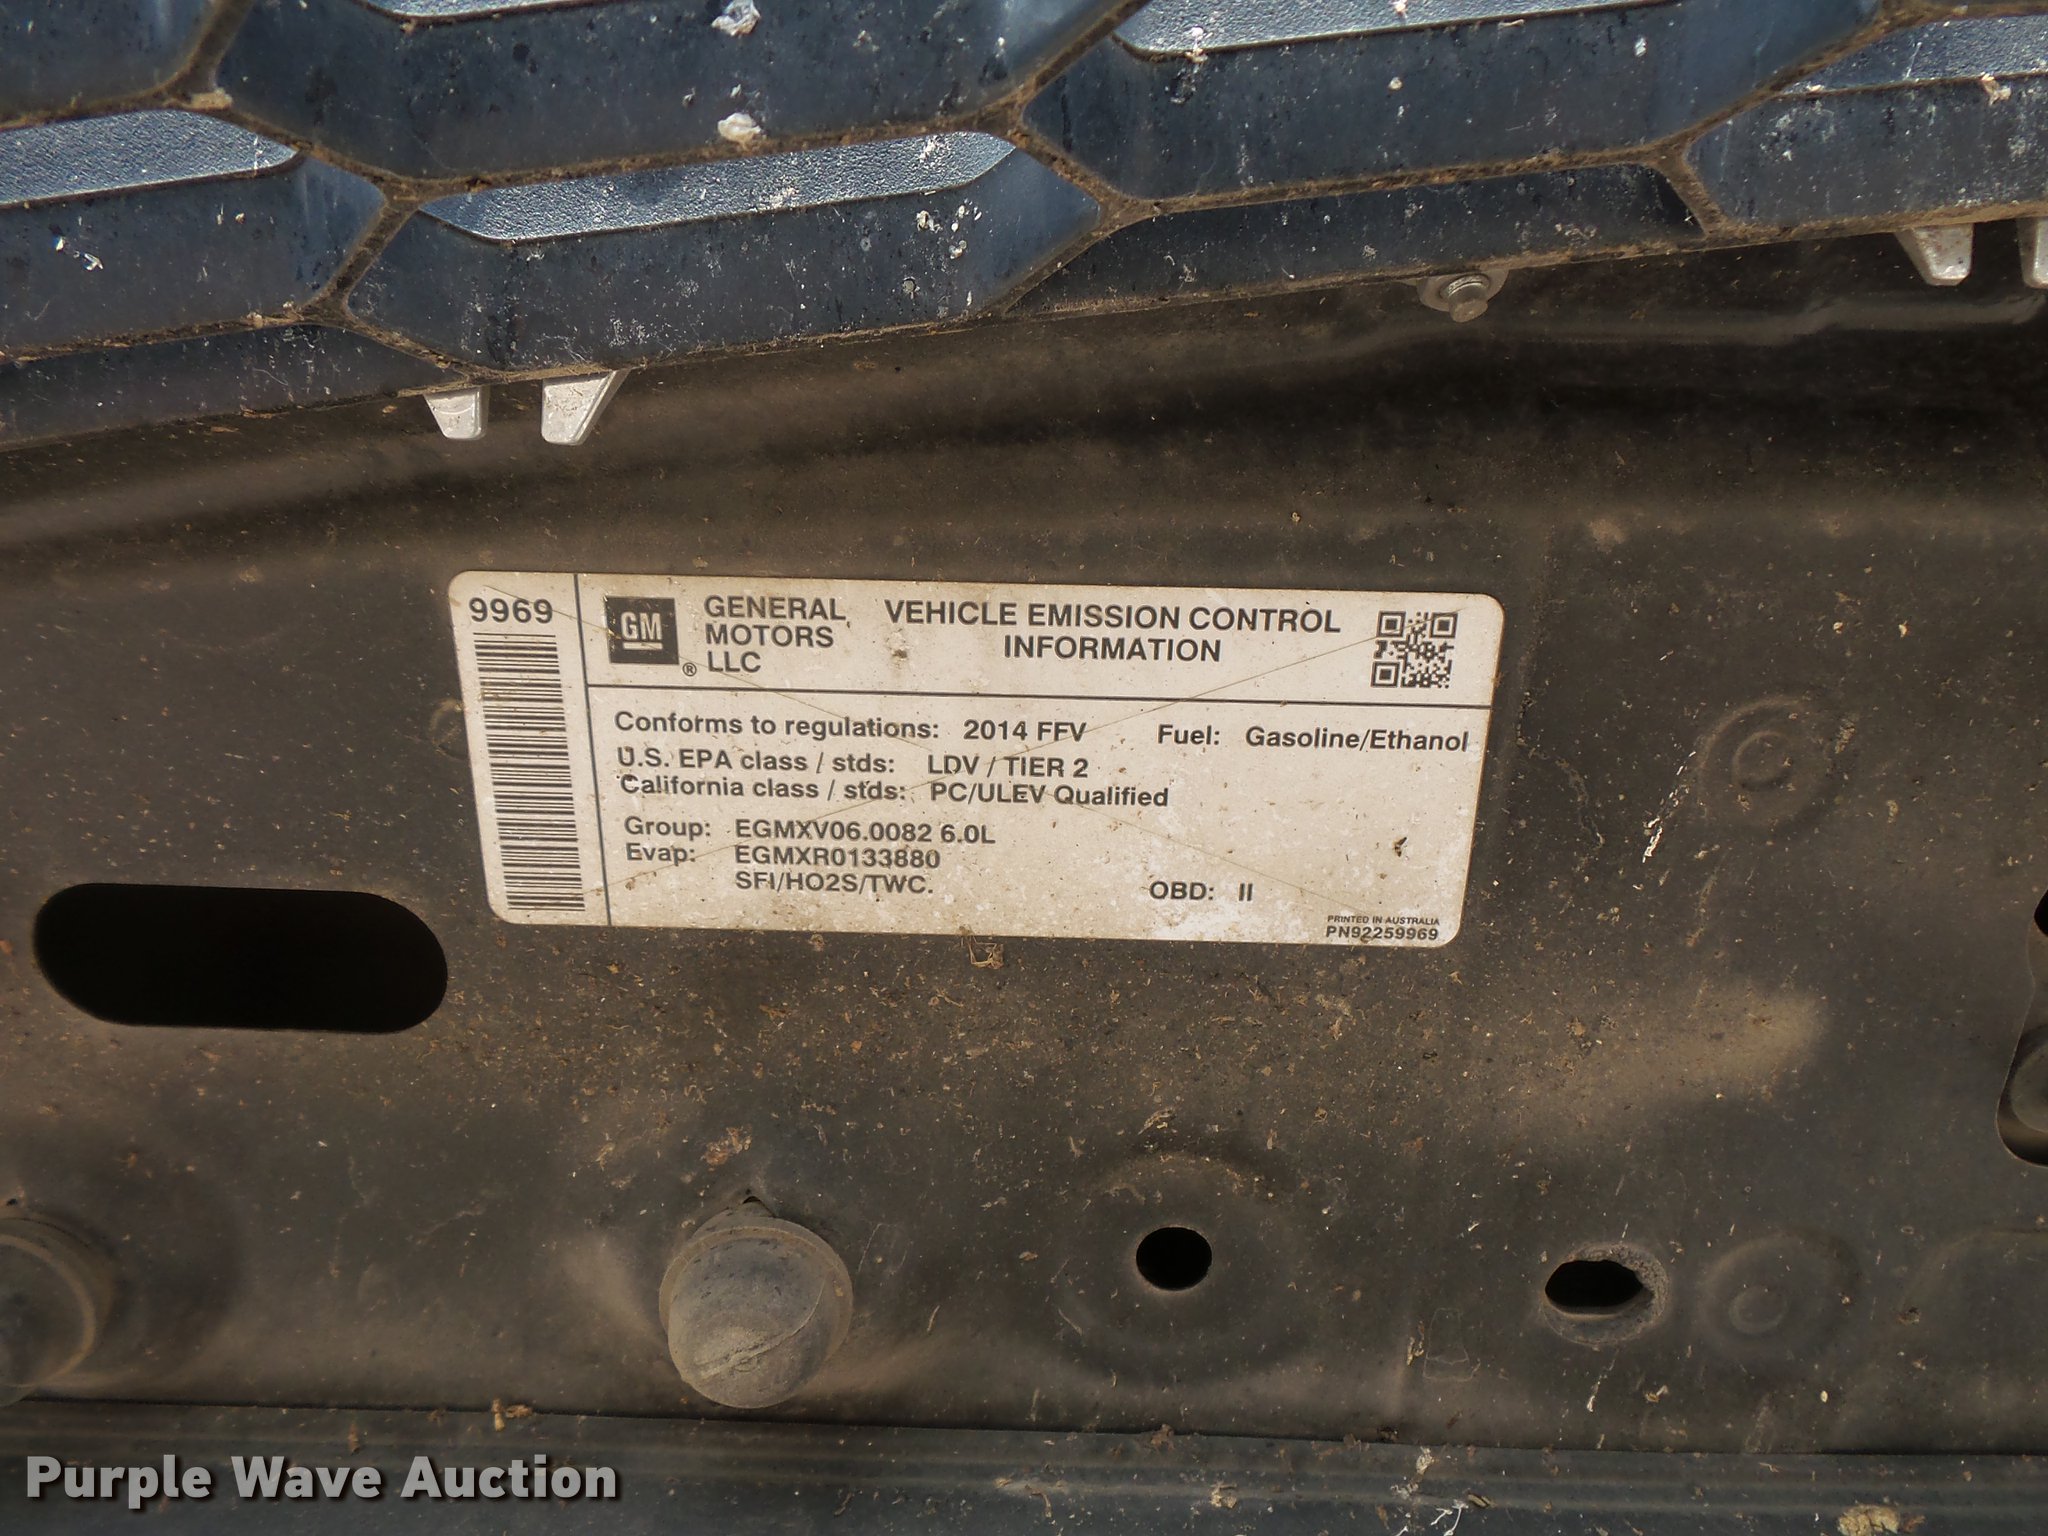 9969
GM
®
GENERAL
MOTORS
LLC
VEHICLE EMISSION CONTROL
INFORMATION
Conforms to regulations: 2014 FFV Fuel: Gasoline/Ethanol
U.S. EPA class / stds: LDV / TIER 2
California class / stds: PC/ULEV Qualified
Group: EGMXV06.0082 6.0L
Evap: EGMXR0133880
SFI/HO2S/TWC. OBD: II
PRINTED IN AUSTRALIA
PN92259969
Purple Wave Auction